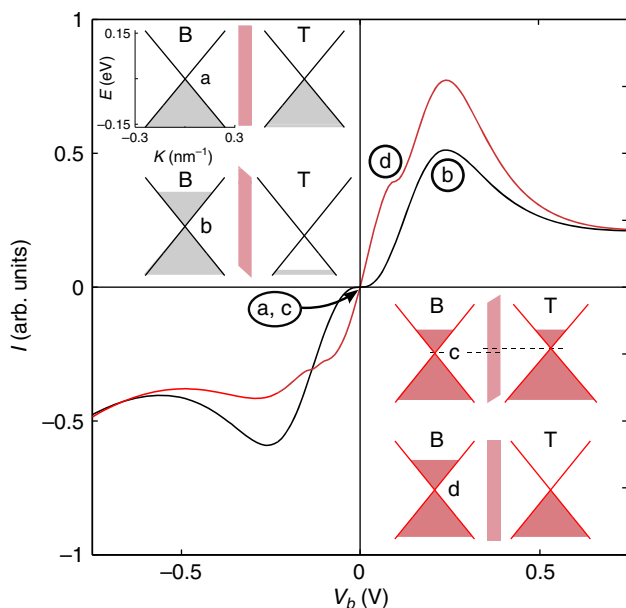 1
0.5
0
−0.5
−1
I (arb. units)
−0.5
0
0.5
V_b (V)
0.15
−0.15
E (eV)
−0.3
0.3
K (nm⁻¹)
B T
a
B T
b
d
b
a, c
B T
c
B T
d